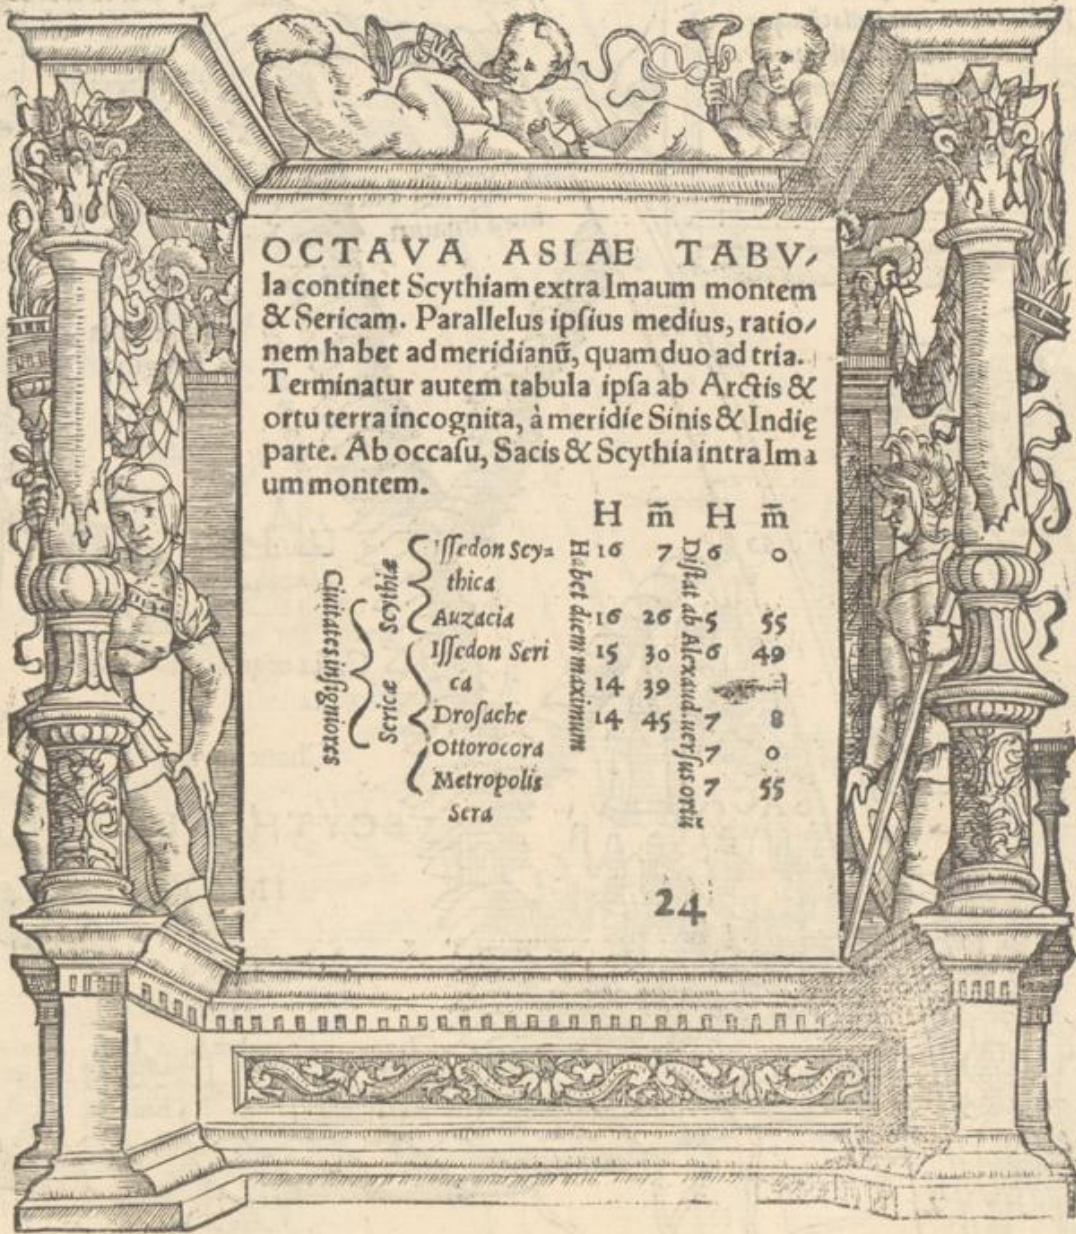 OCTAVA ASIAE TABV,
la continet Scythiam extra Imaum montem
& Sericam. Parallelus ipſius medius, ratio,
nem habet ad meridianũ, quam duo ad tria.
Terminatur autem tabula ipſa ab Arctis &
ortu terra incognita, à meridie Sinis & Indię
parte. Ab occaſu, Sacis & Scythia intra Ima
um montem.
H m̃ H m̃
Ciuitates inſigniores
Scythiæ
Sericæ
Habet diem maximum
Diſtat ab Alexand. uerſus ortũ
Iſſedon Scy= 16 7 6 0
thica
Auzacia 16 26 5 55
Iſſedon Seri 15 30 6 49
ca 14 39
Droſache 14 45 7 8
Ottorocora 7 0
Metropolis 7 55
Sera
24